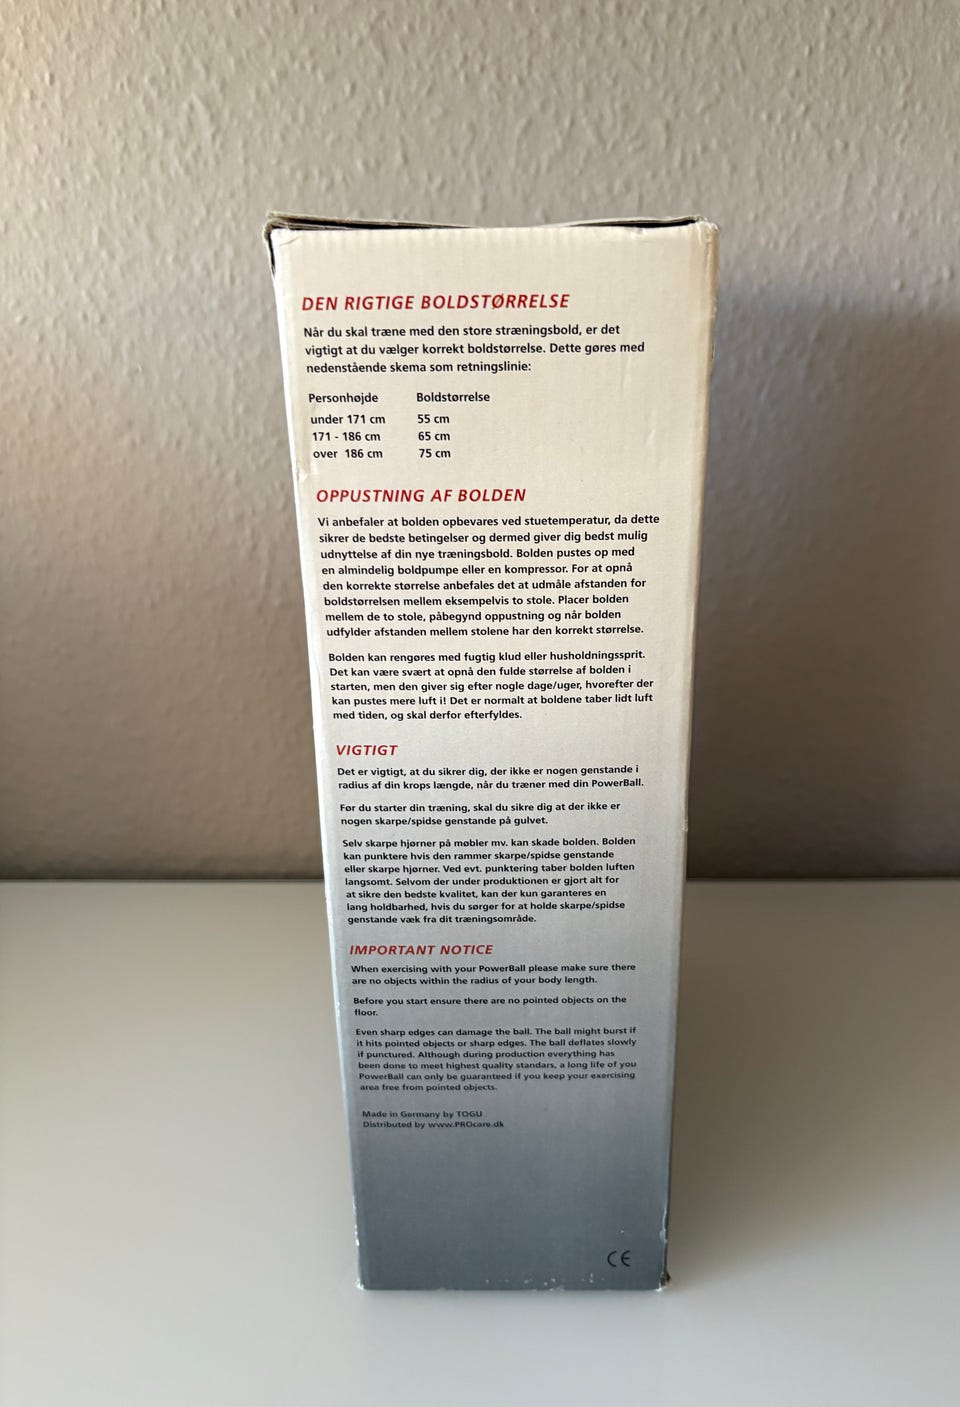 DEN RIGTIGE BOLDSTØRRELSE
Når du skal træne med den store stræningsbold, er det
vigtigt at du vælger korrekt boldstørrelse. Dette gøres med
nedenstående skema som retningslinie:
Personhøjde Boldstørrelse
under 171 cm 55 cm
171 - 186 cm 65 cm
over 186 cm 75 cm
OPPUSTNING AF BOLDEN
Vi anbefaler at bolden opbevares ved stuetemperatur, da dette
sikrer de bedste betingelser og dermed giver dig bedst mulig
udnyttelse af din nye træningsbold. Bolden pustes op med
en almindelig boldpumpe eller en kompressor. For at opnå
den korrekte størrelse anbefales det at udmåle afstanden for
boldstørrelsen mellem eksempelvis to stole. Placer bolden
mellem de to stole, påbegynd oppustning og når bolden
udfylder afstanden mellem stolene har den korrekt størrelse.
Bolden kan rengøres med fugtig klud eller husholdningssprit.
Det kan være svært at opnå den fulde størrelse af bolden i
starten, men den giver sig efter nogle dage/uger, hvorefter der
kan pustes mere luft i! Det er normalt at boldene taber lidt luft
med tiden, og skal derfor efterfyldes.
VIGTIGT
Det er vigtigt, at du sikrer dig, der ikke er nogen genstande i
radius af din krops længde, når du træner med din PowerBall.
Før du starter din træning, skal du sikre dig at der ikke er
nogen skarpe/spidse genstande på gulvet.
Selv skarpe hjørner på møbler mv. kan skade bolden. Bolden
kan punktere hvis den rammer skarpe/spidse genstande
eller skarpe hjørner. Ved evt. punktering taber bolden luften
langsomt. Selvom der under produktionen er gjort alt for
at sikre den bedste kvalitet, kan der kun garanteres en
lang holdbarhed, hvis du sørger for at holde skarpe/spidse
genstande væk fra dit træningsområde.
IMPORTANT NOTICE
When exercising with your PowerBall please make sure there
are no objects within the radius of your body length.
Before you start ensure there are no pointed objects on the
floor.
Even sharp edges can damage the ball. The ball might burst if
it hits pointed objects or sharp edges. The ball deflates slowly
if punctured. Although during production everything has
been done to meet highest quality standars, a long life of you
PowerBall can only be guaranteed if you keep your exercising
area free from pointed objects.
Made in Germany by TOGU
Distributed by www.PROcare.dk
CE